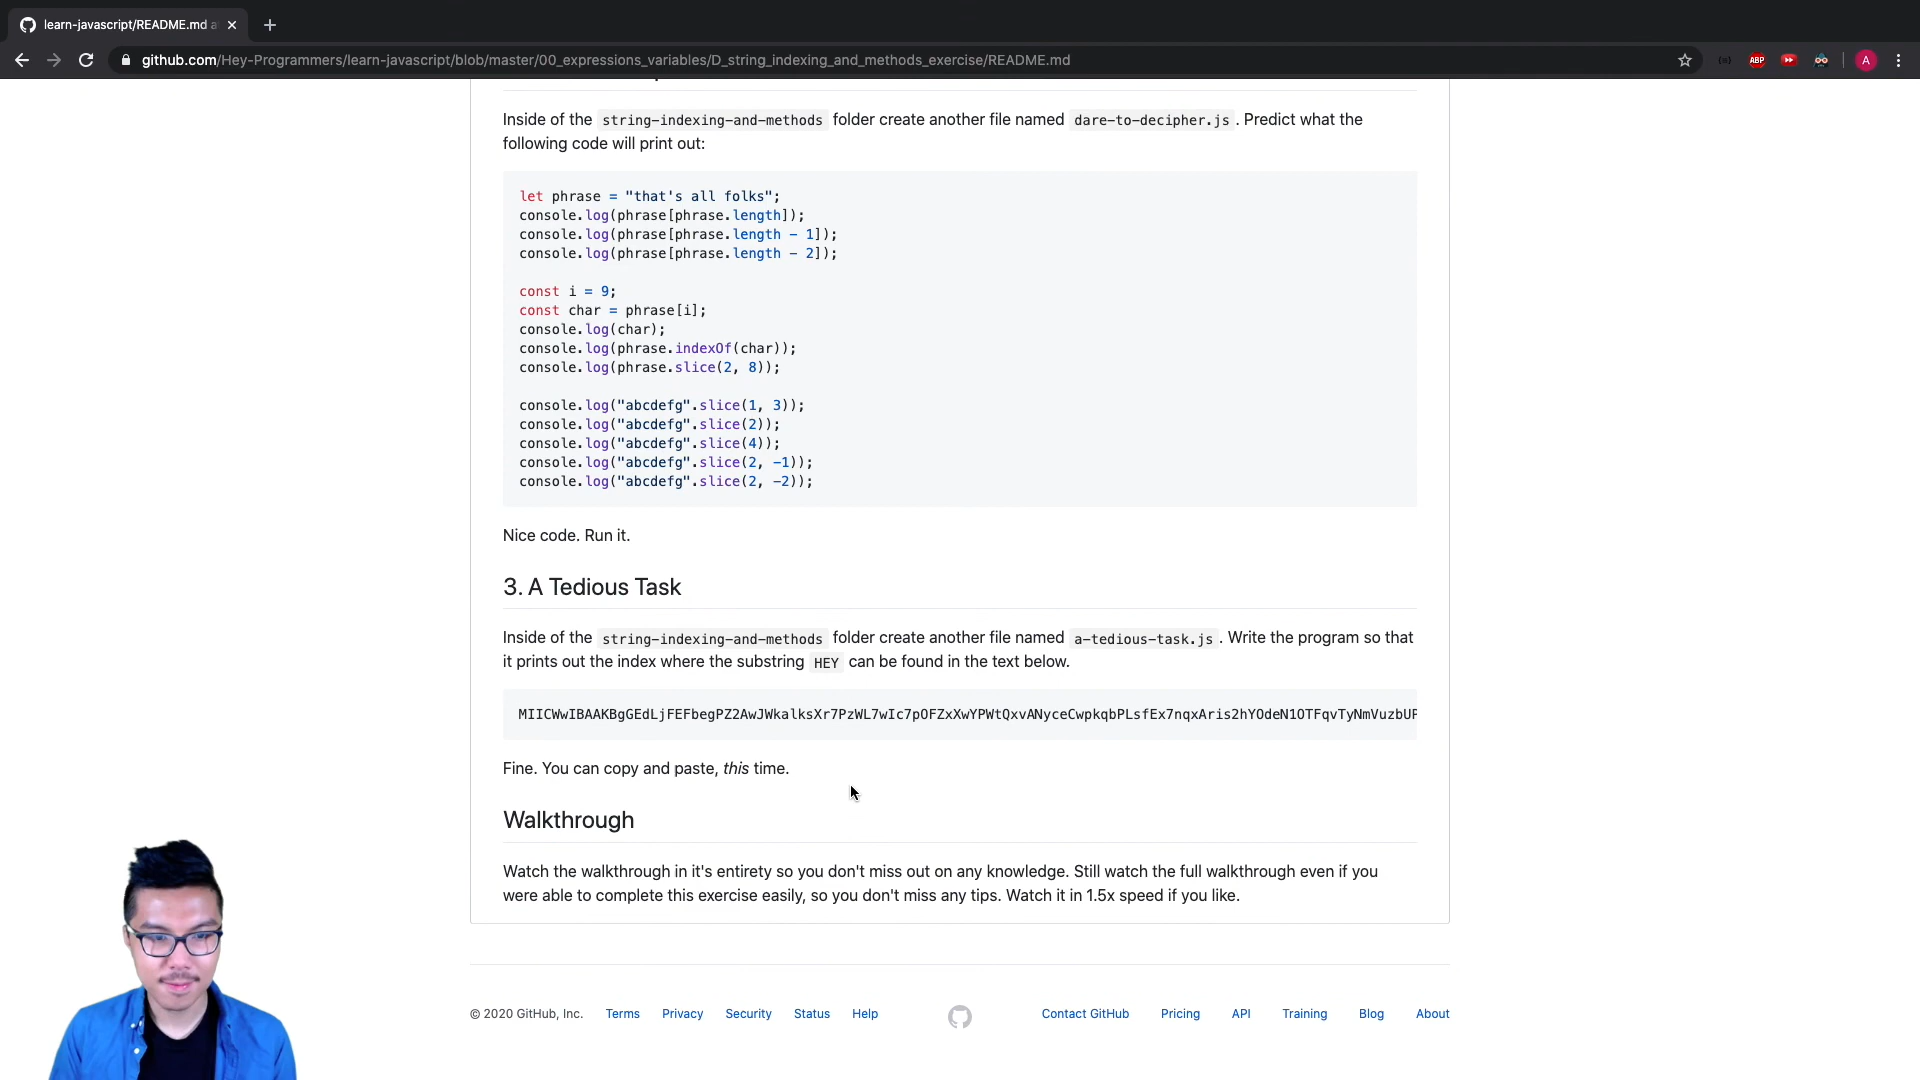 learn-javascript/README.md a
github.com/Hey-Programmers/learn-javascript/blob/master/00_expressions_variables/D_string_indexing_and_methods_exercise/README.md
ABP
A
Inside of the string-indexing-and-methods folder create another file named dare-to-decipher.js . Predict what the
following code will print out:
let phrase = "that's all folks";
console.log(phrase[phrase.length]);
console.log(phrase[phrase.length - 1]);
console.log(phrase[phrase.length - 2]);
const i = 9;
const char = phrase[i];
console.log(char);
console.log(phrase.indexOf(char));
console.log(phrase.slice(2, 8));
console.log("abcdefg".slice(1, 3));
console.log("abcdefg".slice(2));
console.log("abcdefg".slice(4));
console.log("abcdefg".slice(2, -1));
console.log("abcdefg".slice(2, -2));
Nice code. Run it.
3. A Tedious Task
Inside of the string-indexing-and-methods folder create another file named a-tedious-task.js . Write the program so that
it prints out the index where the substring HEY can be found in the text below.
MIICWwIBAAKBgGEdLjFEFbegPZ2AwJWkalksXr7PzWL7wIc7pOFZxXwYPWtQxvANyceCwpkqbPLsfEx7nqxAris2hYOdeN1OTFqvTyNmVuzbUP
Fine. You can copy and paste, this time.
Walkthrough
Watch the walkthrough in it's entirety so you don't miss out on any knowledge. Still watch the full walkthrough even if you
were able to complete this exercise easily, so you don't miss any tips. Watch it in 1.5x speed if you like.
© 2020 GitHub, Inc. Terms Privacy Security Status Help Contact GitHub Pricing API Training Blog About